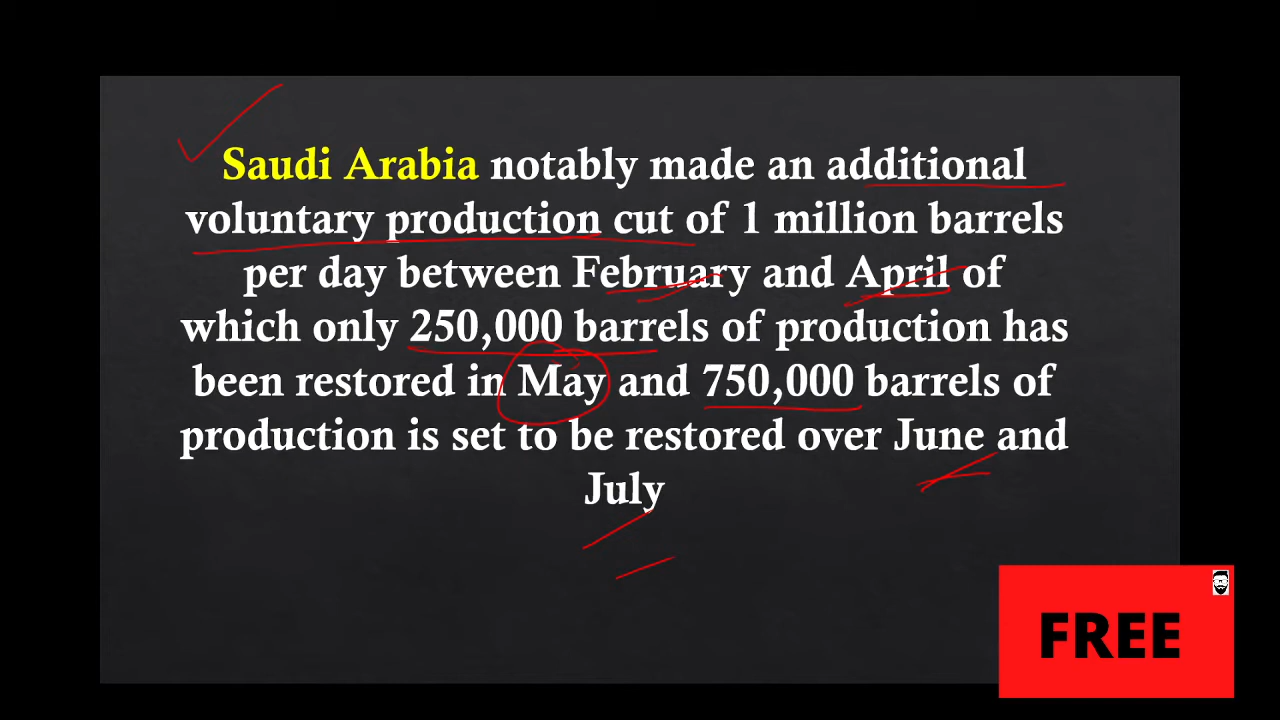 Saudi Arabia notably made an additional
voluntary production cut of 1 million barrels
per day between February and April of
which only 250,000 barrels of production has
been restored in May and 750,000 barrels of
production is set to be restored over June and
July
FREE